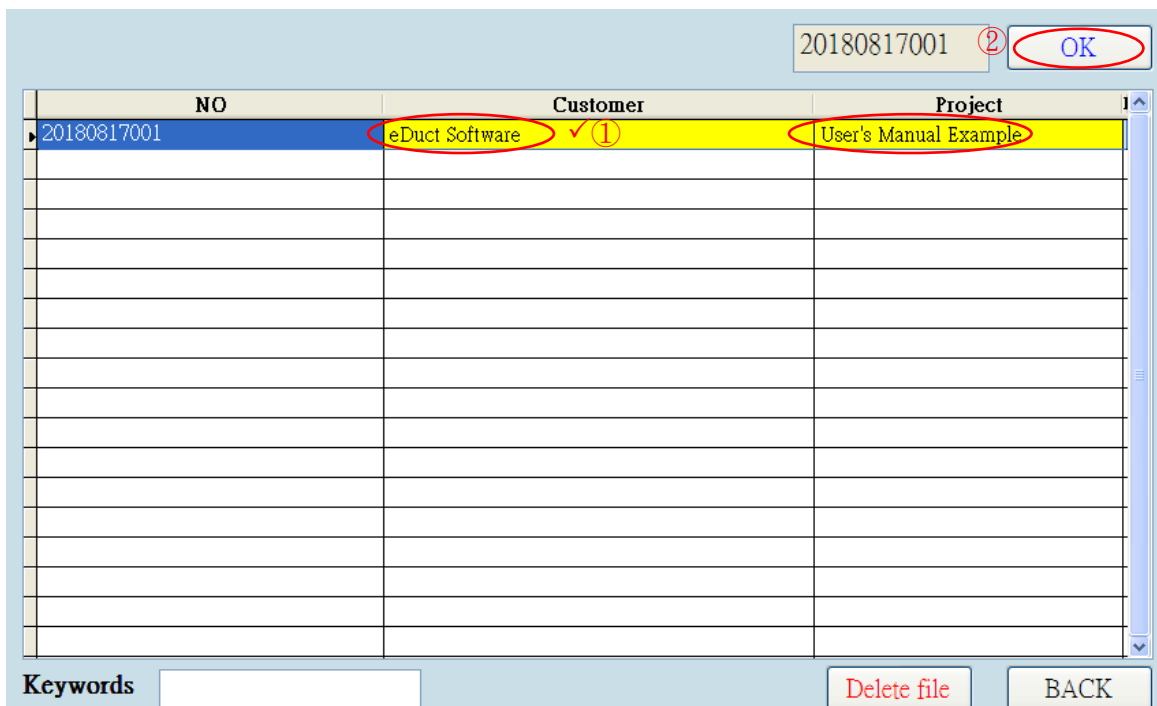 20180817001 ② OK
NO Customer Project
20180817001 eDuct Software ✓① User's Manual Example
Keywords Delete file BACK